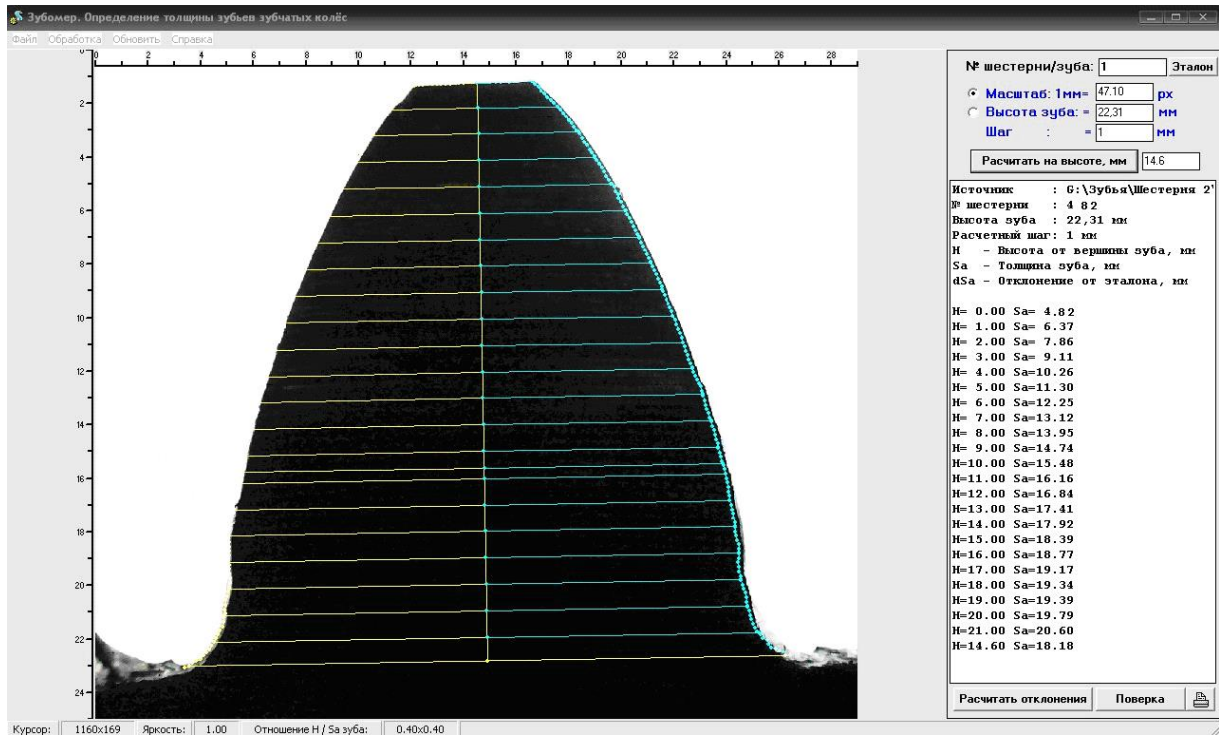 Зубомер. Определение толщины зубьев зубчатых колёс
Файл Обработка Обновить Справка
0 2 4 6 8 10 12 14 16 18 20 22 24 26 28
0
2
4
6
8
10
12
14
16
18
20
22
24
№ шестерни/зуба: 1 Эталон
Масштаб: 1мм= 47.10 px
Высота зуба: = 22,31 мм
Шаг : = 1 мм
Расчитать на высоте, мм 14.6
Источник : G:\Зубья\Шестерня 2'
№ шестерни : 4 82
Высота зуба : 22,31 мм
Расчетный шаг: 1 мм
H - Высота от вершины зуба, мм
Sa - Толщина зуба, мм
dSa - Отклонение от эталона, мм
H= 0.00 Sa= 4.82
H= 1.00 Sa= 6.37
H= 2.00 Sa= 7.86
H= 3.00 Sa= 9.11
H= 4.00 Sa=10.26
H= 5.00 Sa=11.30
H= 6.00 Sa=12.25
H= 7.00 Sa=13.12
H= 8.00 Sa=13.95
H= 9.00 Sa=14.74
H=10.00 Sa=15.48
H=11.00 Sa=16.16
H=12.00 Sa=16.84
H=13.00 Sa=17.41
H=14.00 Sa=17.92
H=15.00 Sa=18.39
H=16.00 Sa=18.77
H=17.00 Sa=19.17
H=18.00 Sa=19.34
H=19.00 Sa=19.39
H=20.00 Sa=19.79
H=21.00 Sa=20.60
H=14.60 Sa=18.18
Расчитать отклонения Поверка
Курсор: 1160x169 Яркость: 1.00 Отношение H / Sa зуба: 0.40x0.40